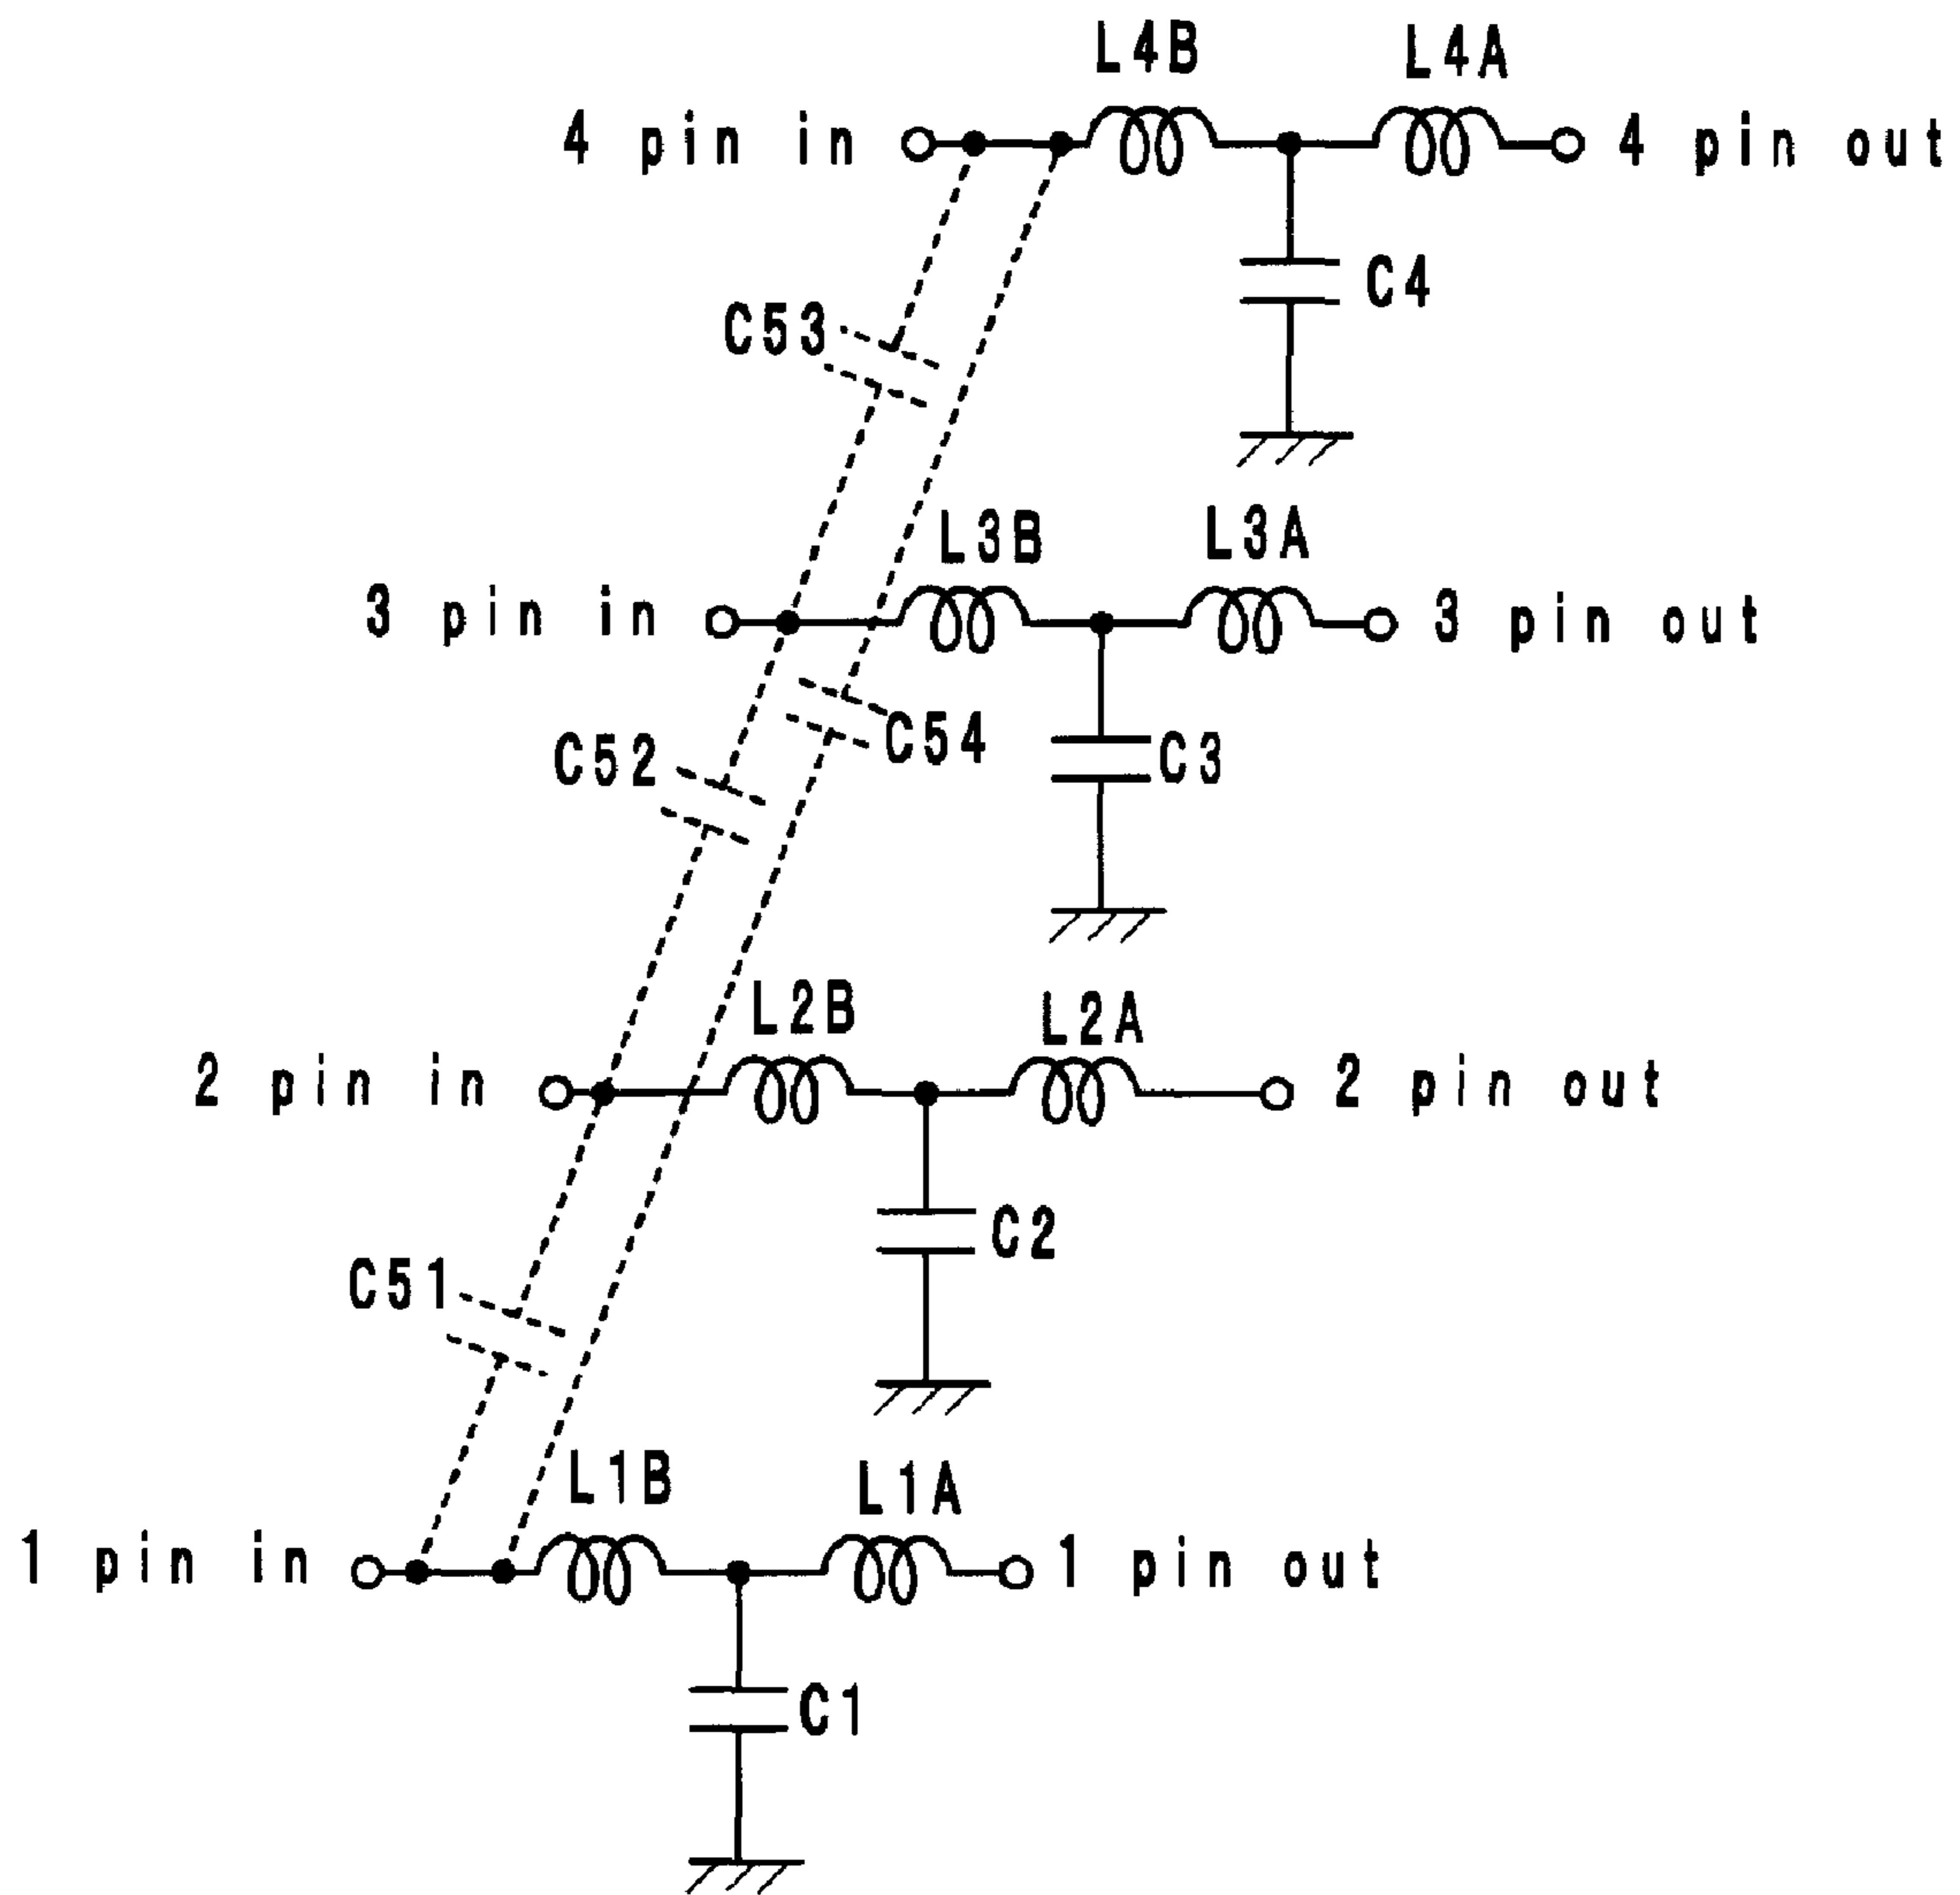 L4B L4A
4 pin in 4 pin out
C53 C4
L3B L3A
3 pin in 3 pin out
C52 C54 C3
L2B L2A
2 pin in 2 pin out
C51 C2
L1B L1A
1 pin in 1 pin out
C1